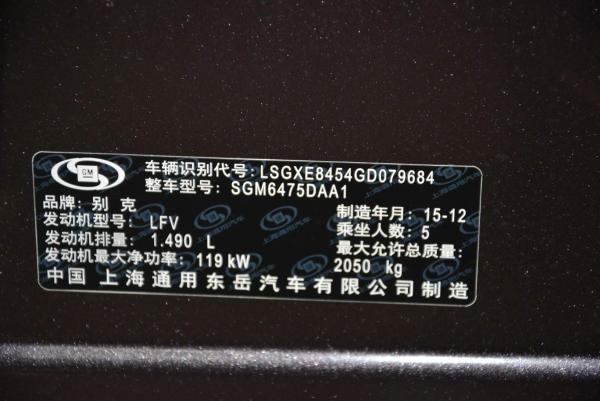 GM
车辆识别代号: LSGXE8454GD079684
整车型号: SGM6475DAA1
品牌: 别 克
制造年月: 15-12
发动机型号: LFV
乘坐人数: 5
发动机排量: 1.490 L
最大允许总质量:
发动机最大净功率: 119 kW
2050 kg
中国 上海通用东岳汽车有限公司制造